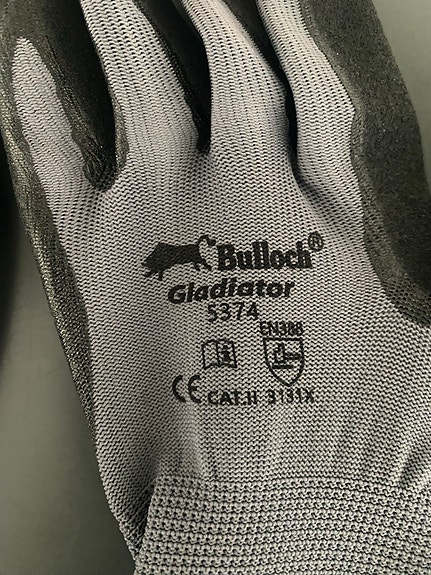 Bulloch®
Gladiator
5374
EN388
CE CAT.II 3131X